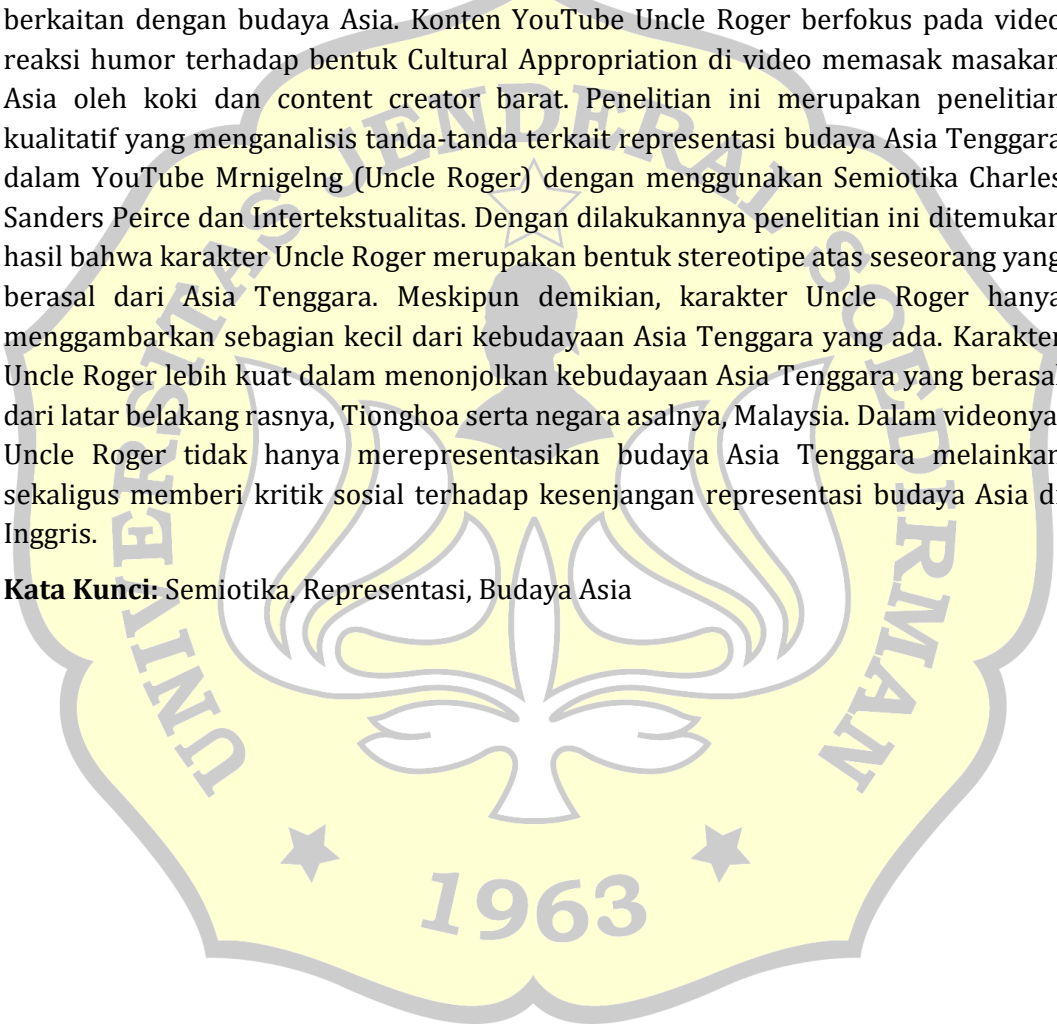 berkaitan dengan budaya Asia. Konten YouTube Uncle Roger berfokus pada video
reaksi humor terhadap bentuk Cultural Appropriation di video memasak masakan
Asia oleh koki dan content creator barat. Penelitian ini merupakan penelitian
kualitatif yang menganalisis tanda-tanda terkait representasi budaya Asia Tenggara
dalam YouTube Mrnigelng (Uncle Roger) dengan menggunakan Semiotika Charles
Sanders Peirce dan Intertekstualitas. Dengan dilakukannya penelitian ini ditemukan
hasil bahwa karakter Uncle Roger merupakan bentuk stereotipe atas seseorang yang
berasal dari Asia Tenggara. Meskipun demikian, karakter Uncle Roger hanya
menggambarkan sebagian kecil dari kebudayaan Asia Tenggara yang ada. Karakter
Uncle Roger lebih kuat dalam menonjolkan kebudayaan Asia Tenggara yang berasal
dari latar belakang rasnya, Tionghoa serta negara asalnya, Malaysia. Dalam videonya
Uncle Roger tidak hanya merepresentasikan budaya Asia Tenggara melainkan
sekaligus memberi kritik sosial terhadap kesenjangan representasi budaya Asia di
Inggris.
Kata Kunci: Semiotika, Representasi, Budaya Asia
UNIVERSITAS JENDERAL SOEDIRMAN
1963